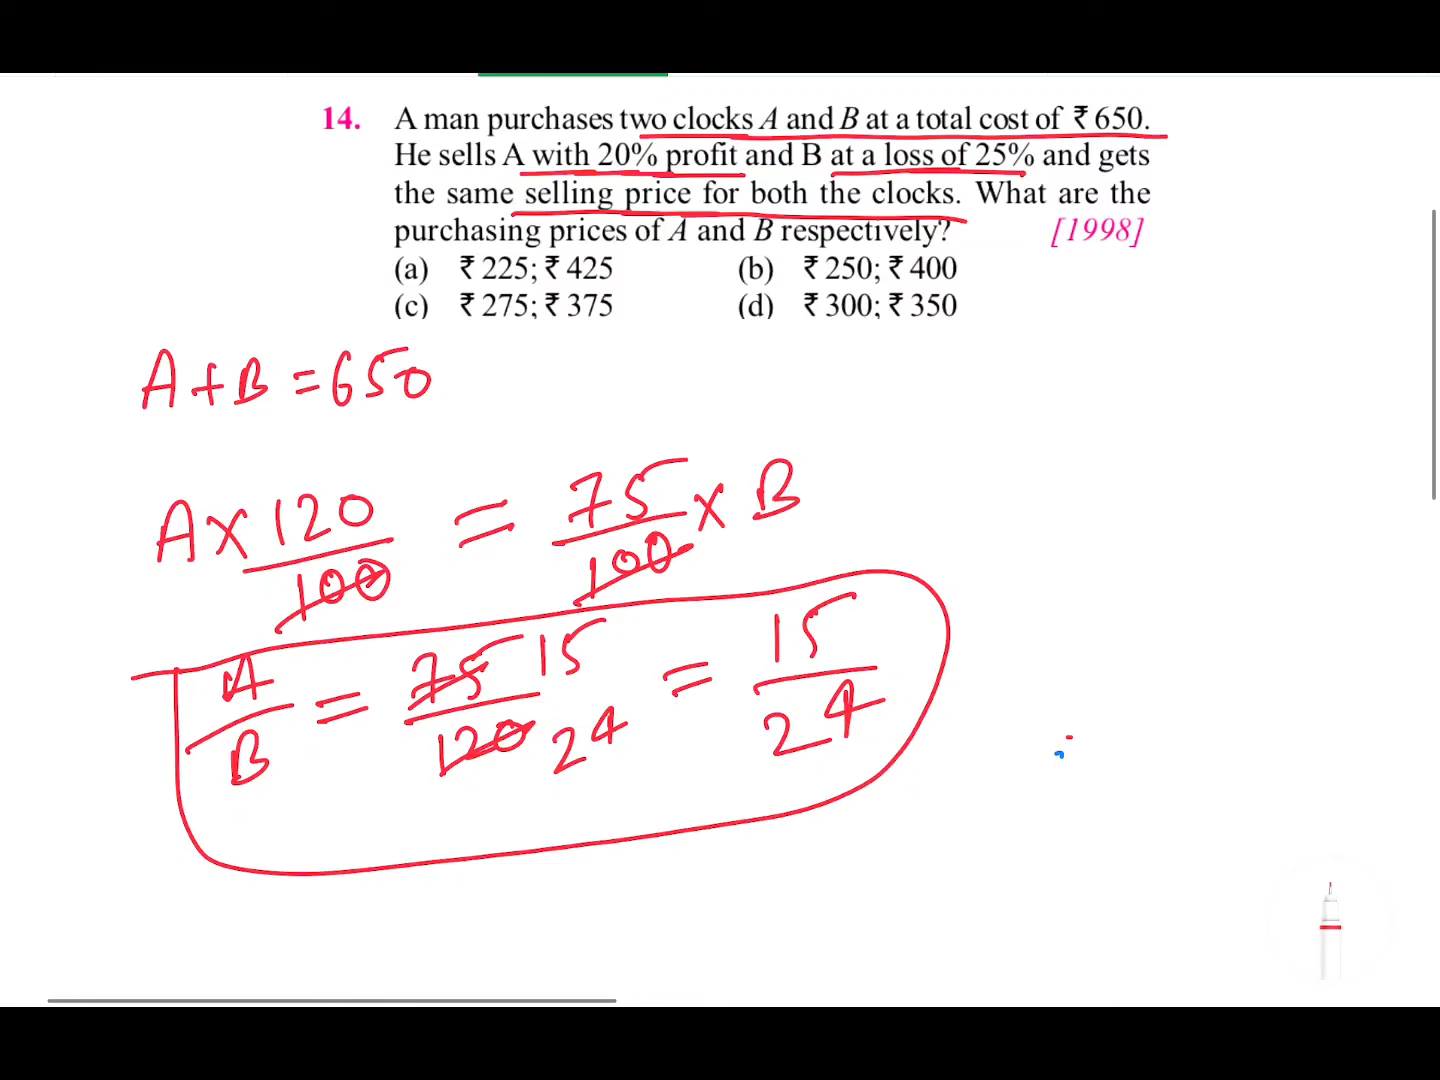 14. A man purchases two clocks A and B at a total cost of ₹ 650.
He sells A with 20% profit and B at a loss of 25% and gets
the same selling price for both the clocks. What are the
purchasing prices of A and B respectively? [1998]
(a) ₹ 225; ₹ 425 (b) ₹ 250; ₹ 400
(c) ₹ 275; ₹ 375 (d) ₹ 300; ₹ 350
A+B = 650
A × 120/100 = 75/100 × B
A/B = 75/120 15/24 = 15/24